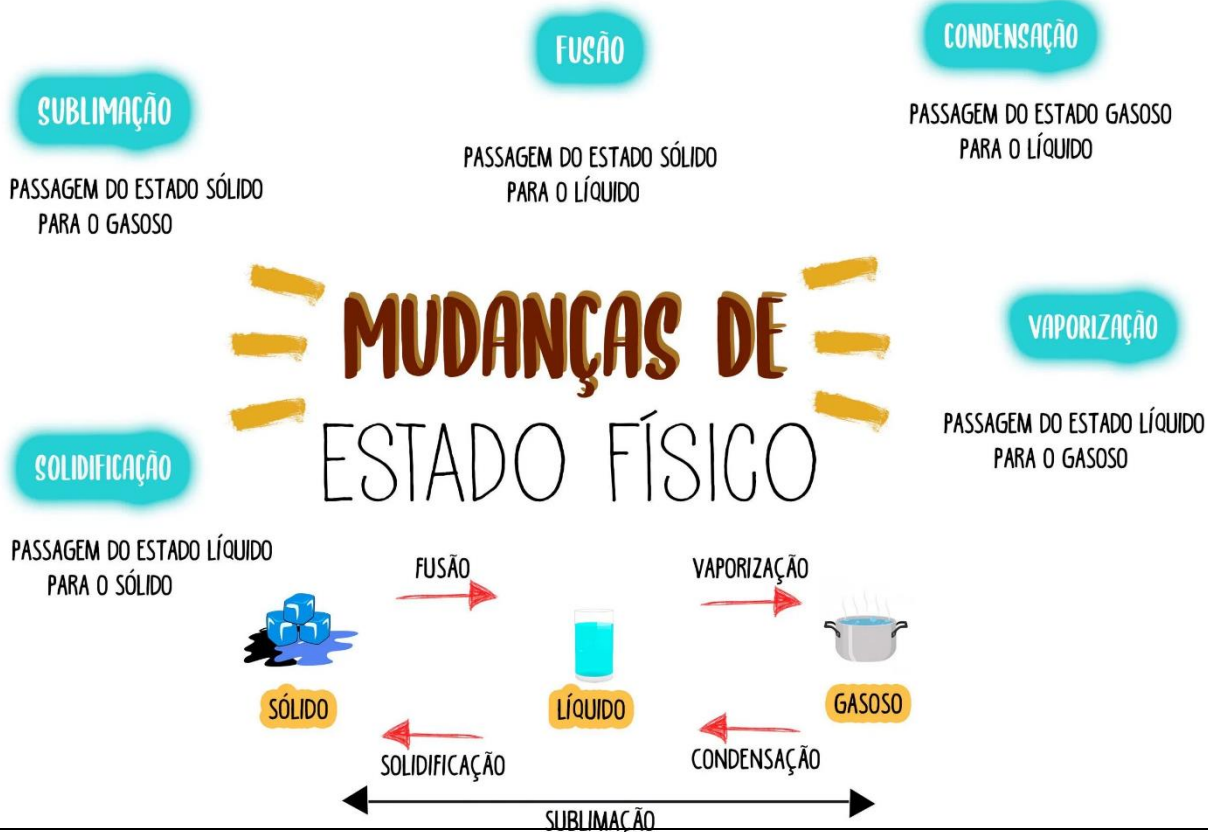 FUSÃO
CONDENSAÇÃO
SUBLIMAÇÃO
PASSAGEM DO ESTADO GASOSO
PARA O LÍQUIDO
PASSAGEM DO ESTADO SÓLIDO
PARA O LÍQUIDO
PASSAGEM DO ESTADO SÓLIDO
PARA O GASOSO
MUDANÇAS DE
ESTADO FÍSICO
VAPORIZAÇÃO
PASSAGEM DO ESTADO LÍQUIDO
PARA O GASOSO
SOLIDIFICAÇÃO
PASSAGEM DO ESTADO LÍQUIDO
PARA O SÓLIDO
FUSÃO
VAPORIZAÇÃO
SÓLIDO
LÍQUIDO
GASOSO
SOLIDIFICAÇÃO
CONDENSAÇÃO
SUBLIMAÇÃO